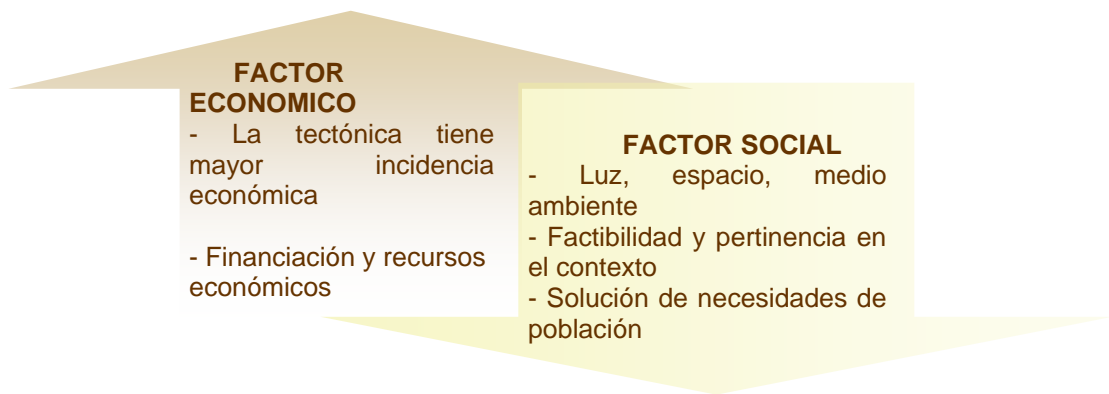 FACTOR
ECONOMICO
- La tectónica tiene
mayor incidencia
económica
- Financiación y recursos
económicos
FACTOR SOCIAL
- Luz, espacio, medio
ambiente
- Factibilidad y pertinencia en
el contexto
- Solución de necesidades de
población